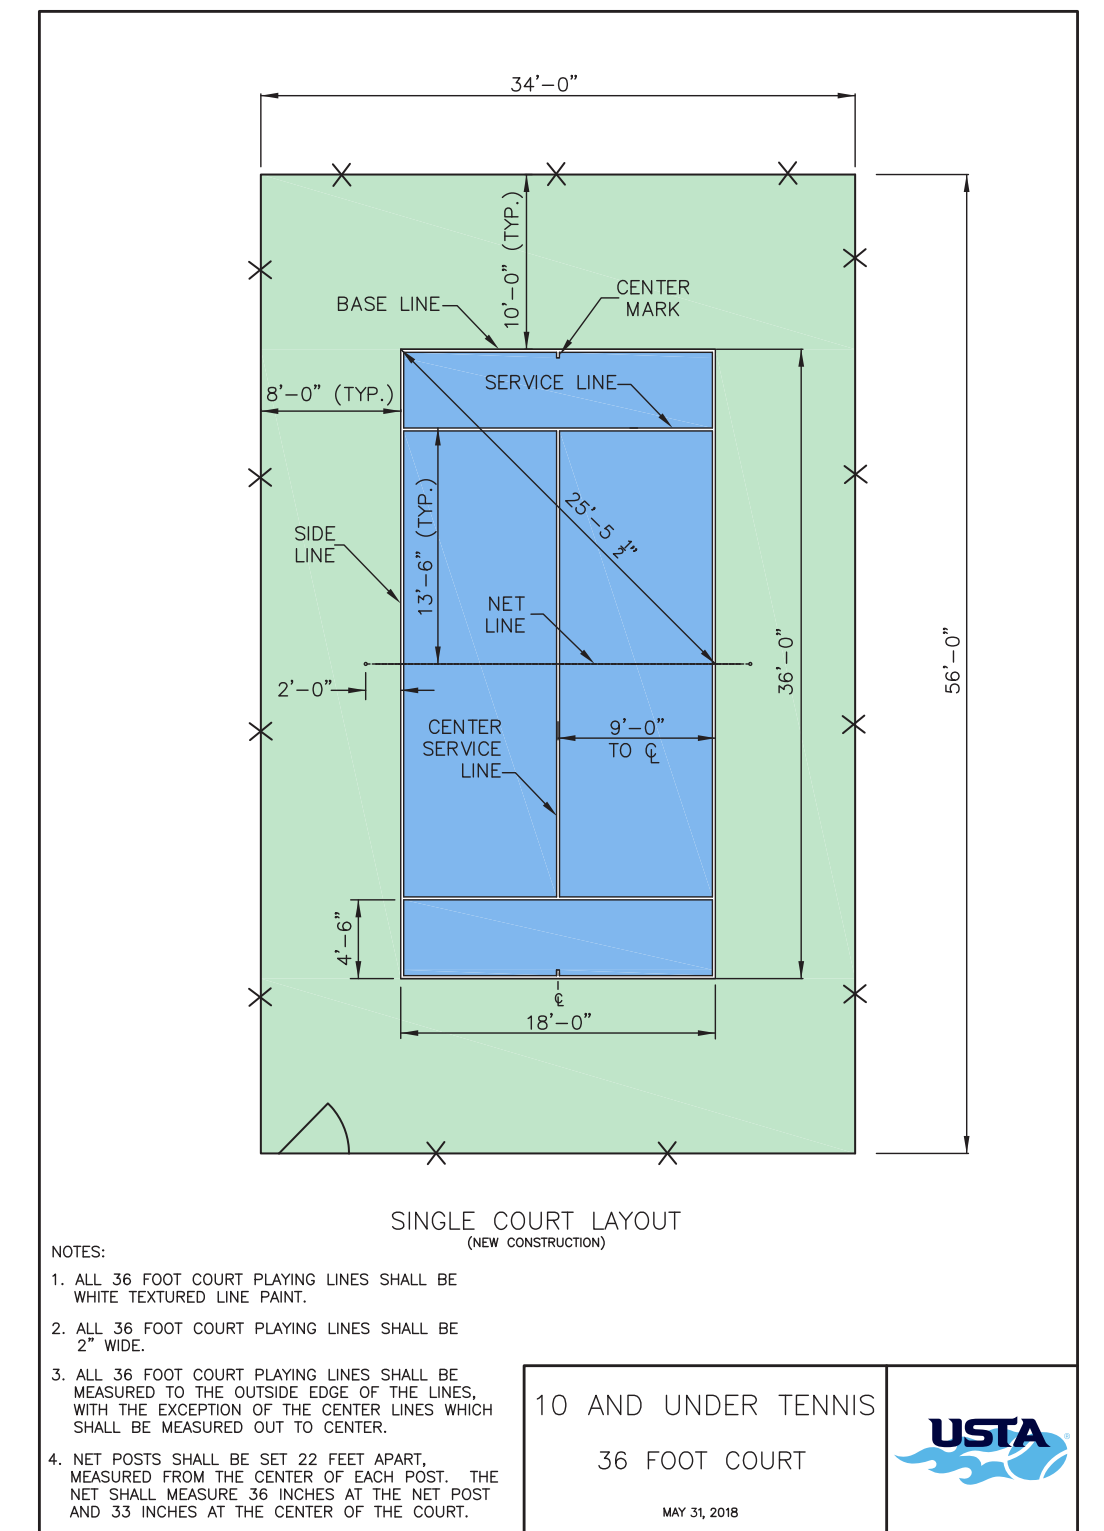 34'-0"
10'-0" (TYP.)
BASE LINE
CENTER
MARK
SERVICE LINE
8'-0" (TYP.)
25'-5 ½"
13'-6" (TYP.)
SIDE
LINE
NET
LINE
36'-0"
56'-0"
2'-0"
CENTER
SERVICE
LINE
9'-0"
TO ℄
4'-6"
℄
18'-0"
SINGLE COURT LAYOUT
(NEW CONSTRUCTION)
NOTES:
1. ALL 36 FOOT COURT PLAYING LINES SHALL BE
WHITE TEXTURED LINE PAINT.
2. ALL 36 FOOT COURT PLAYING LINES SHALL BE
2" WIDE.
3. ALL 36 FOOT COURT PLAYING LINES SHALL BE
MEASURED TO THE OUTSIDE EDGE OF THE LINES,
WITH THE EXCEPTION OF THE CENTER LINES WHICH
SHALL BE MEASURED OUT TO CENTER.
4. NET POSTS SHALL BE SET 22 FEET APART,
MEASURED FROM THE CENTER OF EACH POST. THE
NET SHALL MEASURE 36 INCHES AT THE NET POST
AND 33 INCHES AT THE CENTER OF THE COURT.
10 AND UNDER TENNIS
36 FOOT COURT
MAY 31, 2018
USTA®